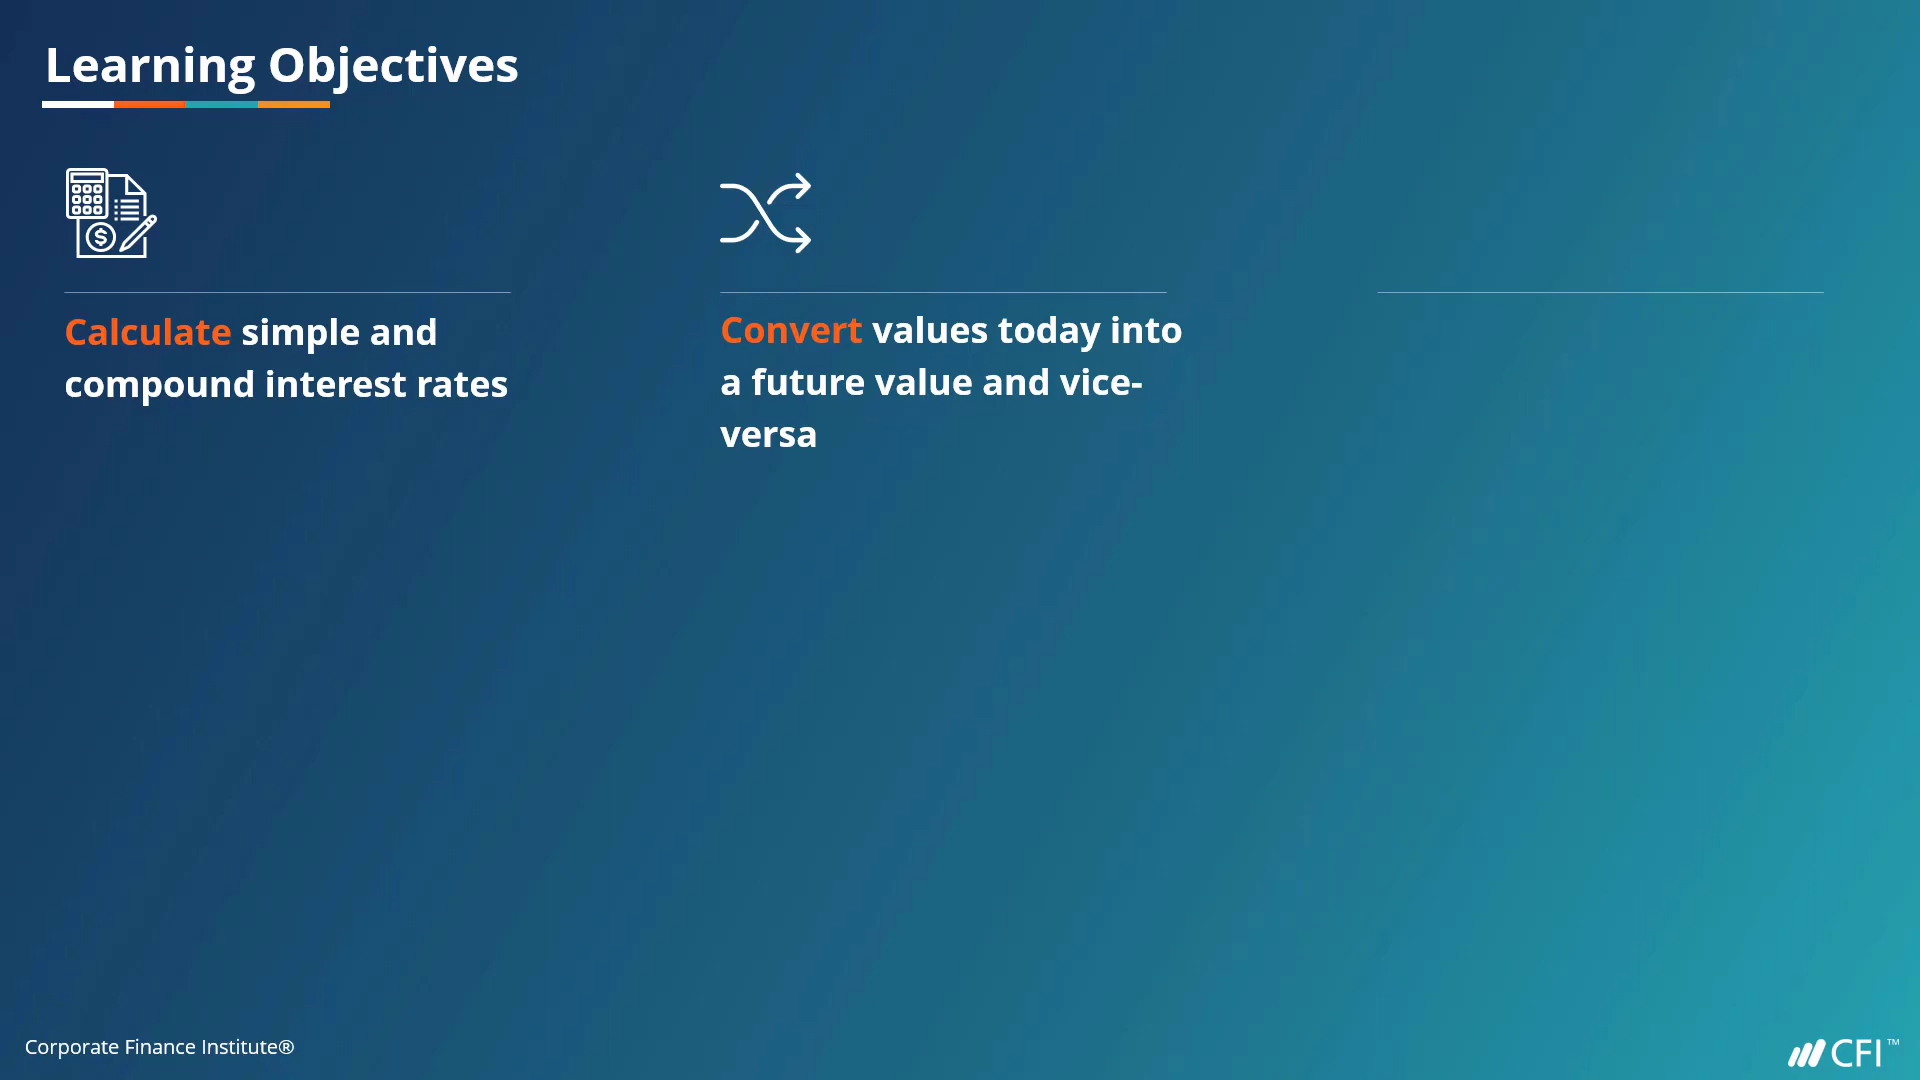 Learning Objectives
Calculate simple and
compound interest rates
Convert values today into
a future value and vice-
versa
Corporate Finance Institute®
CFI™